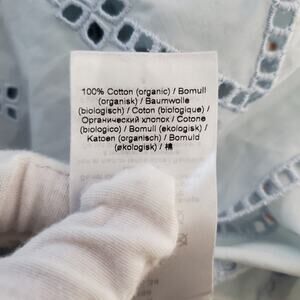 100% Cotton (organic) / Bomull
(organisk) / Baumwolle
(biologisch) / Coton (biologique) /
Органический хлопок / Cotone
(biologico) / Bomull (ekologisk) /
Katoen (organisch) / Bomuld
(økologisk) / 棉